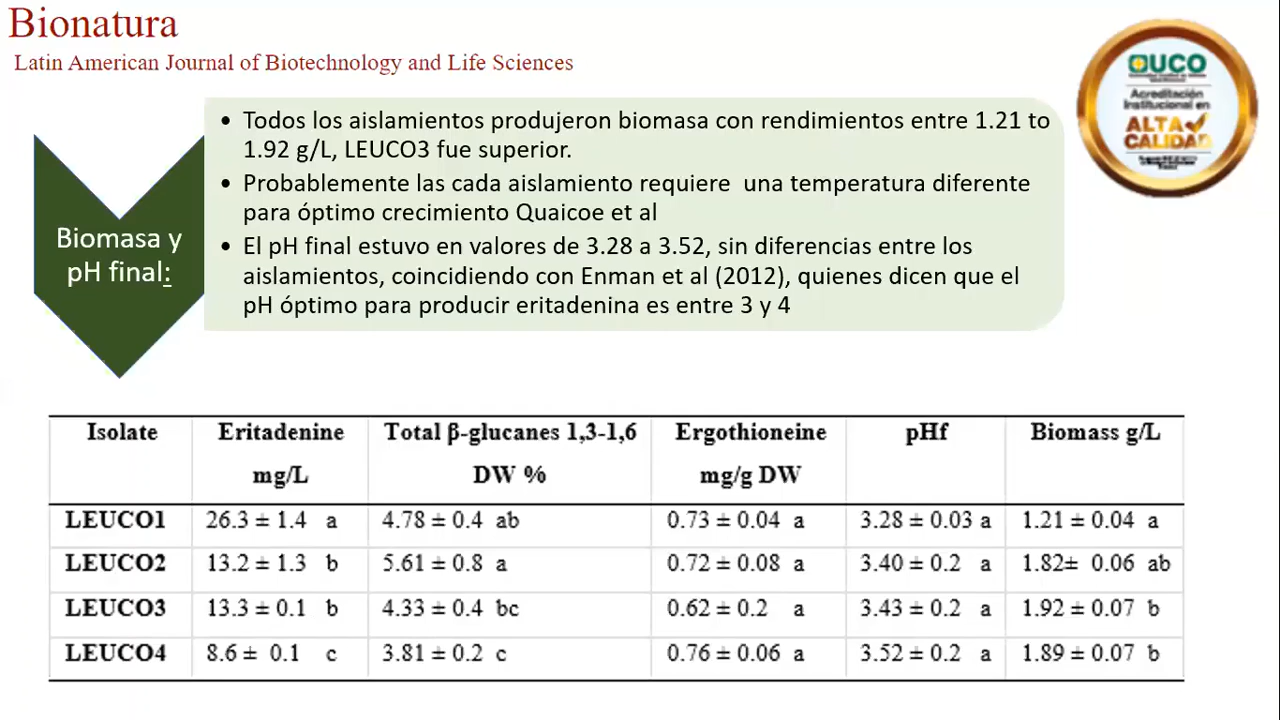 Bionatura
Latin American Journal of Biotechnology and Life Sciences
UCO
Acreditación
Institucional en
ALTA
CALIDAD
Biomasa y
pH final:
• Todos los aislamientos produjeron biomasa con rendimientos entre 1.21 to
1.92 g/L, LEUCO3 fue superior.
• Probablemente las cada aislamiento requiere una temperatura diferente
para óptimo crecimiento Quaicoe et al
• El pH final estuvo en valores de 3.28 a 3.52, sin diferencias entre los
aislamientos, coincidiendo con Enman et al (2012), quienes dicen que el
pH óptimo para producir eritadenina es entre 3 y 4
Isolate Eritadenine Total β-glucanes 1,3-1,6 Ergothioneine pHf Biomass g/L
mg/L DW % mg/g DW
LEUCO1 26.3 ± 1.4 a 4.78 ± 0.4 ab 0.73 ± 0.04 a 3.28 ± 0.03 a 1.21 ± 0.04 a
LEUCO2 13.2 ± 1.3 b 5.61 ± 0.8 a 0.72 ± 0.08 a 3.40 ± 0.2 a 1.82± 0.06 ab
LEUCO3 13.3 ± 0.1 b 4.33 ± 0.4 bc 0.62 ± 0.2 a 3.43 ± 0.2 a 1.92 ± 0.07 b
LEUCO4 8.6 ± 0.1 c 3.81 ± 0.2 c 0.76 ± 0.06 a 3.52 ± 0.2 a 1.89 ± 0.07 b